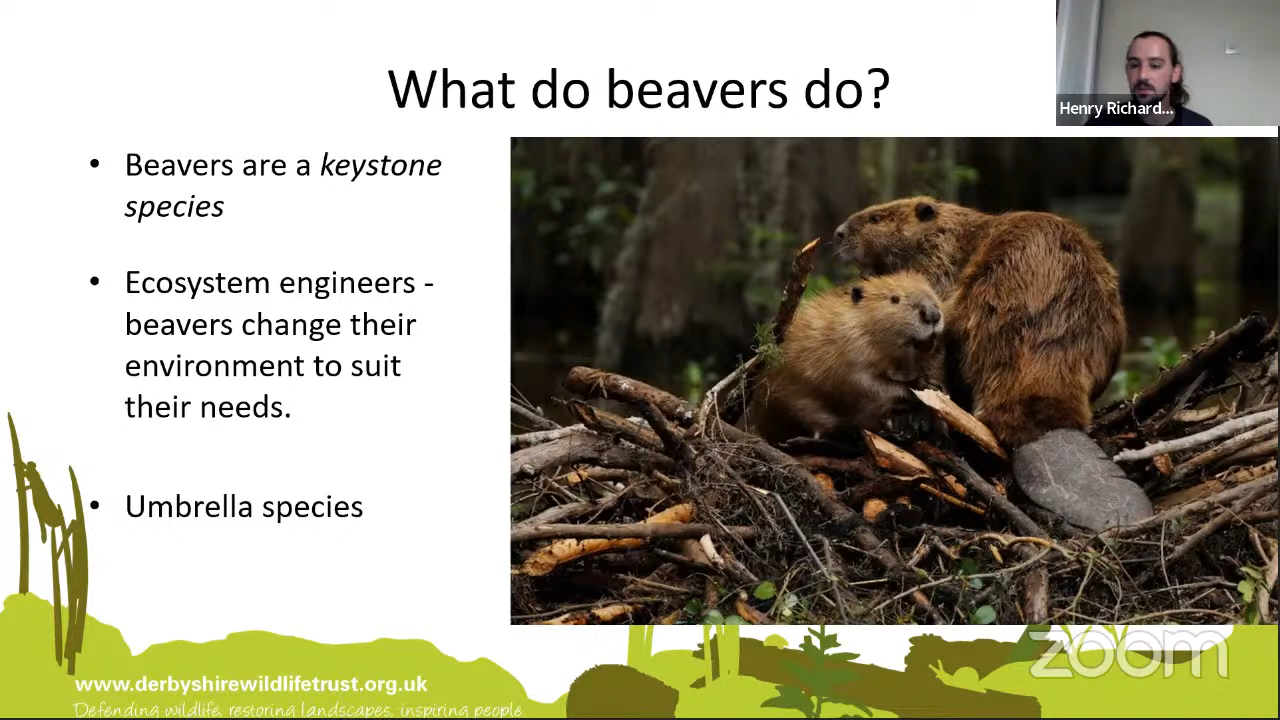 What do beavers do?
Henry Richard...
• Beavers are a keystone
species
• Ecosystem engineers -
beavers change their
environment to suit
their needs.
• Umbrella species
zoom
www.derbyshirewildlifetrust.org.uk
Defending wildlife, restoring landscapes, inspiring people